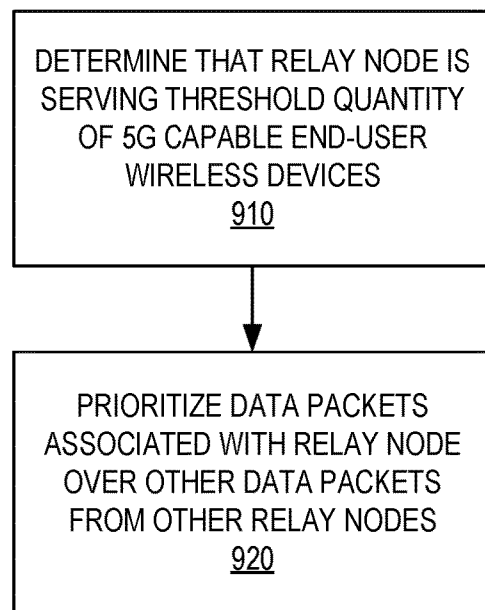 DETERMINE THAT RELAY NODE IS
SERVING THRESHOLD QUANTITY
OF 5G CAPABLE END-USER
WIRELESS DEVICES
910
PRIORITIZE DATA PACKETS
ASSOCIATED WITH RELAY NODE
OVER OTHER DATA PACKETS
FROM OTHER RELAY NODES
920